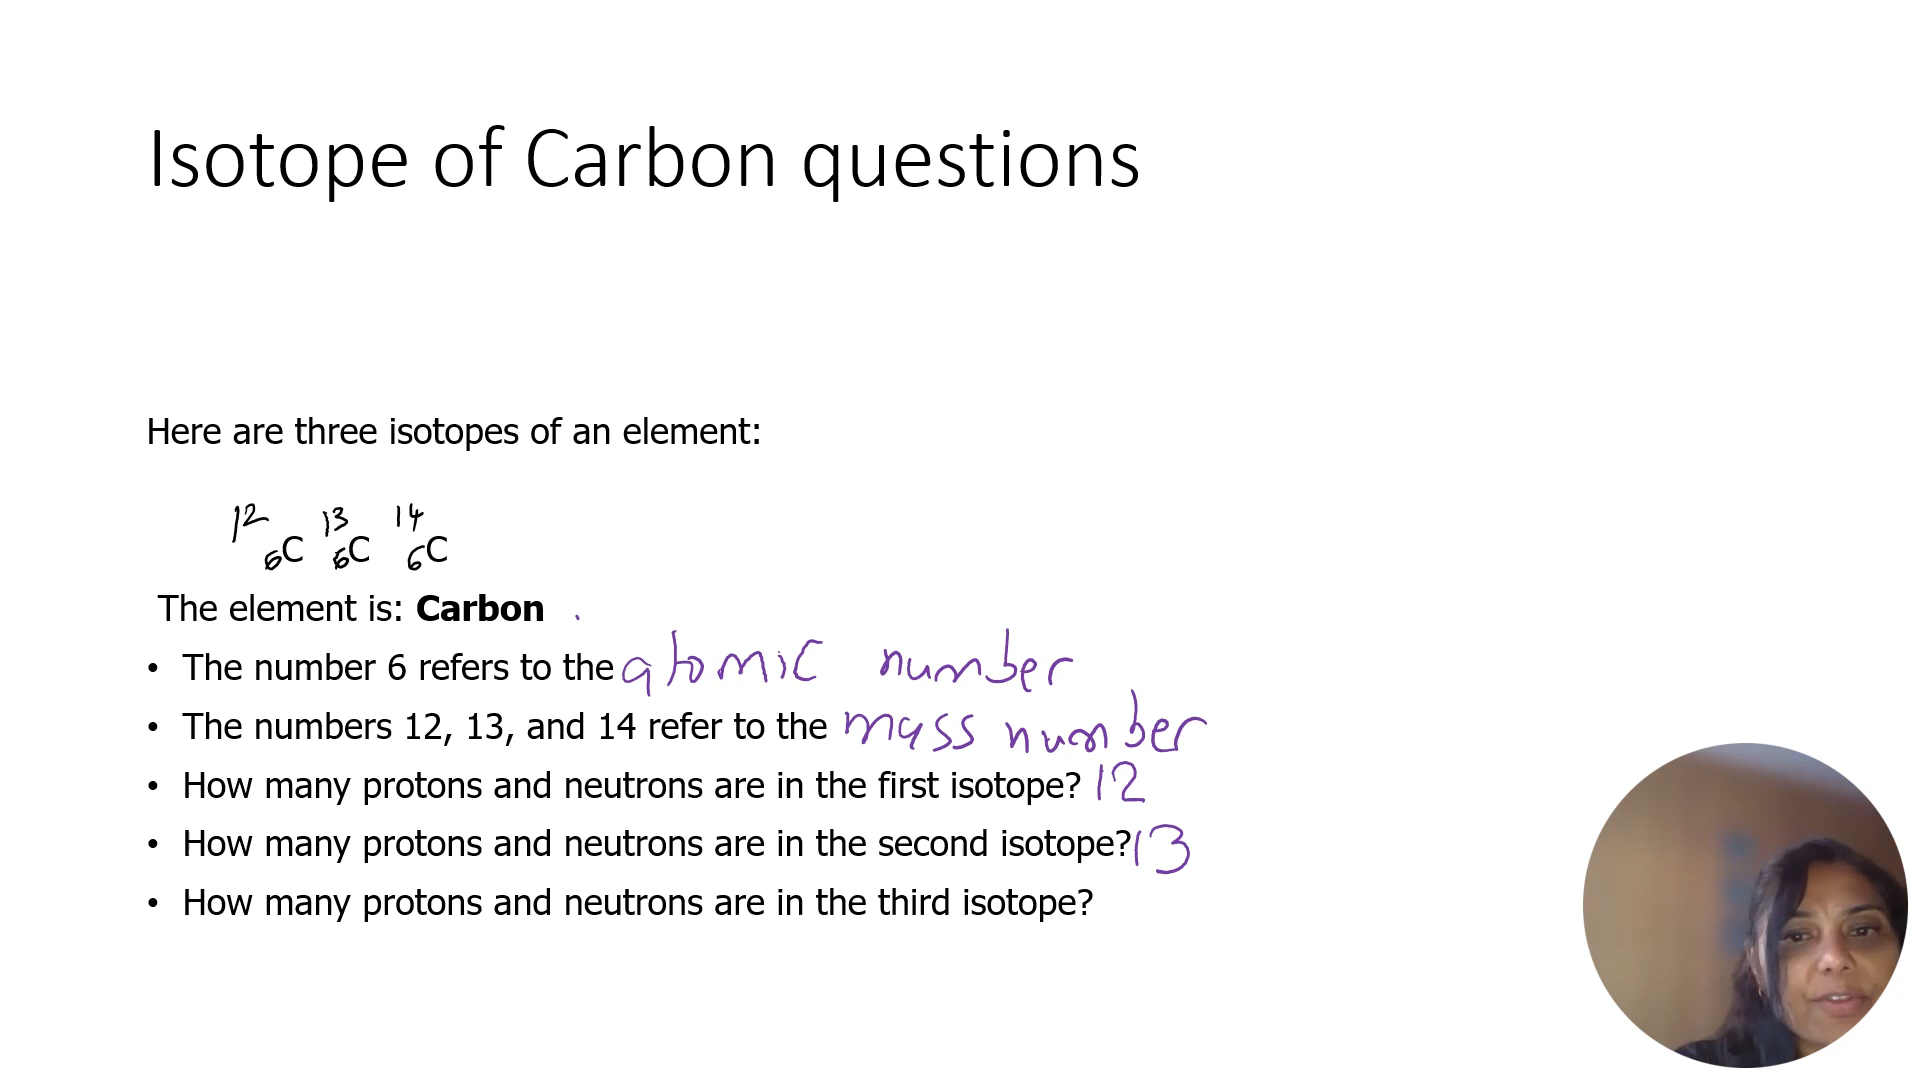 Isotope of Carbon questions
Here are three isotopes of an element:
12 13 14
6C 6C 6C
The element is: Carbon
• The number 6 refers to the atomic number
• The numbers 12, 13, and 14 refer to the mass number
• How many protons and neutrons are in the first isotope? 12
• How many protons and neutrons are in the second isotope? 13
• How many protons and neutrons are in the third isotope?